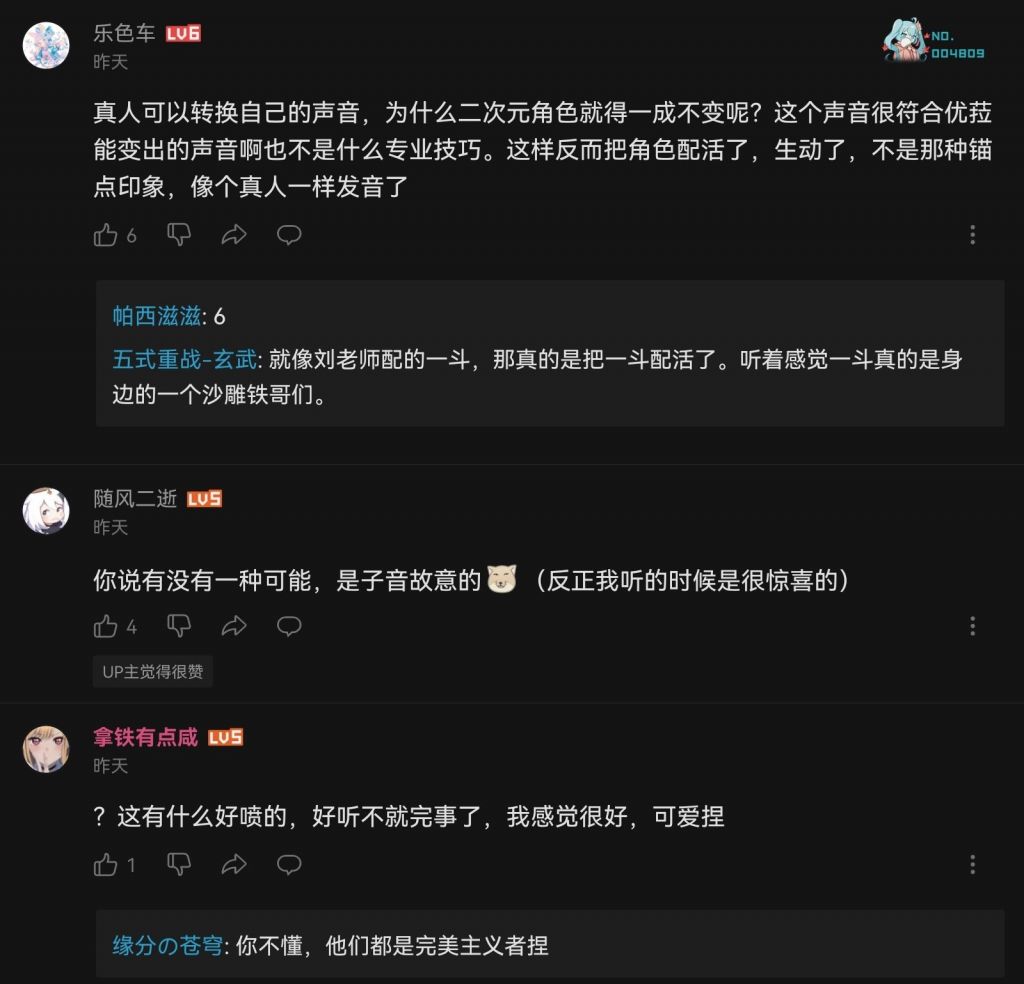 乐色车 LV6
昨天
NO.
004809
真人可以转换自己的声音，为什么二次元角色就得一成不变呢？这个声音很符合优菈
能变出的声音啊也不是什么专业技巧。这样反而把角色配活了，生动了，不是那种锚
点印象，像个真人一样发音了
6
帕西滋滋: 6
五式重战-玄武: 就像刘老师配的一斗，那真的是把一斗配活了。听着感觉一斗真的是身
边的一个沙雕铁哥们。
随风二逝 LV5
昨天
你说有没有一种可能，是子音故意的（反正我听的时候是很惊喜的）
4
UP主觉得很赞
拿铁有点咸 LV5
昨天
？这有什么好喷的，好听不就完事了，我感觉很好，可爱捏
1
缘分の苍穹: 你不懂，他们都是完美主义者捏